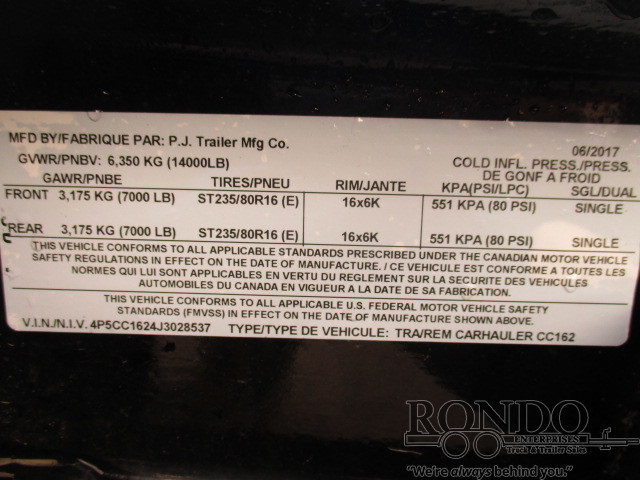 MFD BY/FABRIQUE PAR: P.J. Trailer Mfg Co.
06/2017
GVWR/PNBV: 6,350 KG (14000LB)
COLD INFL. PRESS./PRESS.
DE GONF A FROID
GAWR/PNBE TIRES/PNEU RIM/JANTE KPA(PSI/LPC) SGL/DUAL
FRONT 3,175 KG (7000 LB) ST235/80R16 (E) 16x6K 551 KPA (80 PSI) SINGLE
REAR 3,175 KG (7000 LB) ST235/80R16 (E) 16x6K 551 KPA (80 PSI) SINGLE
THIS VEHICLE CONFORMS TO ALL APPLICABLE STANDARDS PRESCRIBED UNDER THE CANADIAN MOTOR VEHICLE
SAFETY REGULATIONS IN EFFECT ON THE DATE OF MANUFACTURE. / CE VEHICULE EST CONFORME A TOUTES LES
NORMES QUI LUI SONT APPLICABLES EN VERTU DU REGLEMENT SUR LA SECURITE DES VEHICULES
AUTOMOBILES DU CANADA EN VIGUEUR A LA DATE DE SA FABRICATION.
THIS VEHICLE CONFORMS TO ALL APPLICABLE U.S. FEDERAL MOTOR VEHICLE SAFETY
STANDARDS (FMVSS) IN EFFECT ON THE DATE OF MANUFACTURE SHOWN ABOVE.
V.I.N./N.I.V. 4P5CC1624J3028537 TYPE/TYPE DE VEHICULE: TRA/REM CARHAULER CC162
RONDO
ENTERPRISES
Truck & Trailer Sales
"We're always behind you."